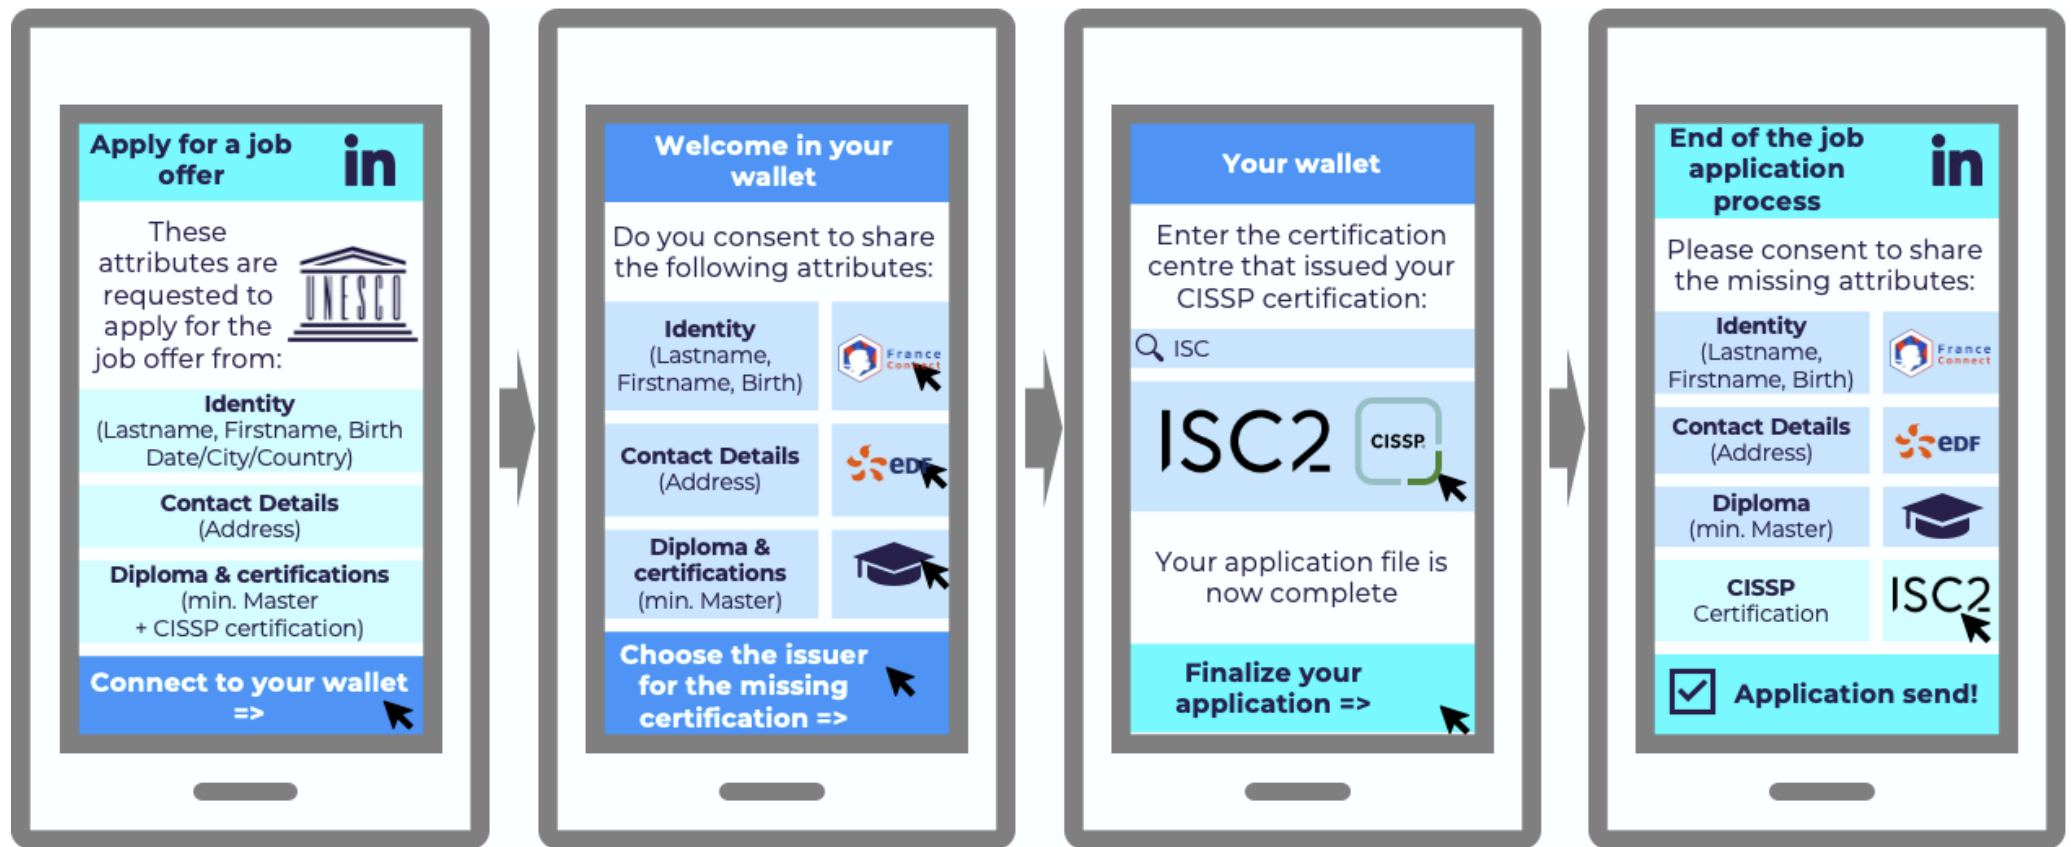 Apply for a job
offer
in
These
attributes are
requested to
apply for the
job offer from:
UNESCO
Identity
(Lastname, Firstname, Birth
Date/City/Country)
Contact Details
(Address)
Diploma & certifications
(min. Master
+ CISSP certification)
Connect to your wallet
=>
Welcome in your
wallet
Do you consent to share
the following attributes:
Identity
(Lastname,
Firstname, Birth)
France
Connect
Contact Details
(Address)
eDF
Diploma &
certifications
(min. Master)
Choose the issuer
for the missing
certification =>
Your wallet
Enter the certification
centre that issued your
CISSP certification:
ISC
ISC2
CISSP
Your application file is
now complete
Finalize your
application =>
End of the job
application
process
in
Please consent to share
the missing attributes:
Identity
(Lastname,
Firstname, Birth)
France
Connect
Contact Details
(Address)
eDF
Diploma
(min. Master)
CISSP
Certification
ISC2
Application send!